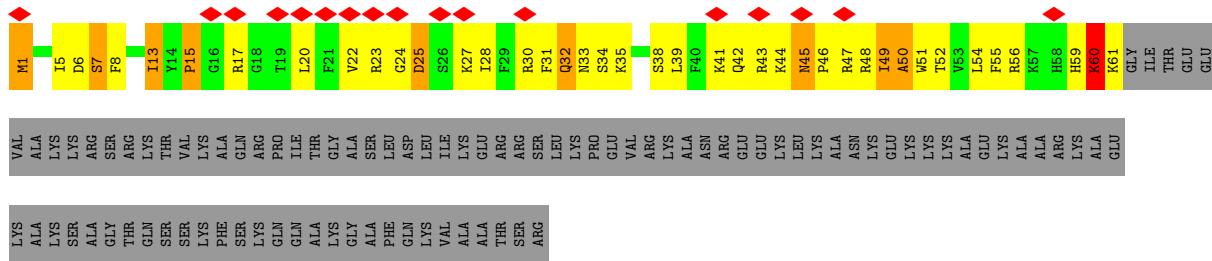 M1 I5 D6 S7 F8 I13 Y14 P15 G16 R17 G18 T19 L20 F21 V22 R23 G24 D25 S26 K27 I28 F29 R30 F31 Q32 N33 S34 K35 S38 L39 F40 K41 Q42 R43 K44 N45 P46 R47 R48 I49 A50 W51 T52 V53 L54 F55 R56 K57 H58 H59 K60 K61 GLY ILE THR GLU GLU
VAL ALA LYS LYS ARG SER ARG LYS THR VAL LYS ALA GLN ARG PRO ILE THR GLY ALA SER LEU ASP LEU ILE LYS GLU ARG ARG SER LEU LYS PRO GLU VAL ARG LYS ALA ASN ARG GLU GLU LYS LEU LYS ALA ASN LYS GLU LYS LYS LYS ALA GLU LYS ALA ALA ARG LYS ALA GLU
LYS ALA LYS SER ALA GLY THR GLN SER SER LYS PHE SER LYS GLN GLN ALA LYS GLY ALA PHE GLN LYS VAL ALA ALA THR SER ARG